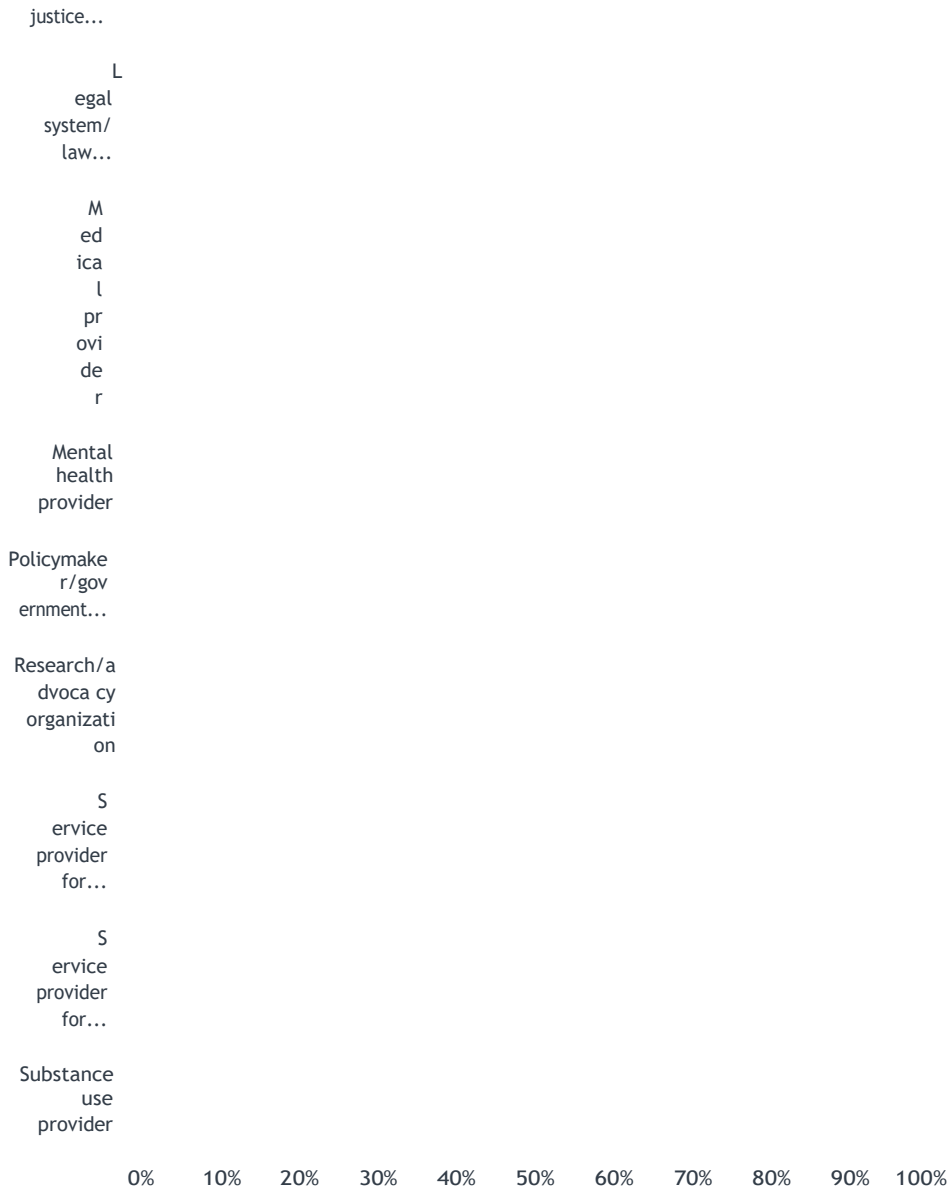 justice...
L
egal
system/
law...
M
ed
ica
l
pr
ovi
de
r
Mental
health
provider
Policymake
r/gov
ernment...
Research/a
dvoca cy
organizati
on
S
ervice
provider
for...
S
ervice
provider
for...
Substance
use
provider
0% 10% 20% 30% 40% 50% 60% 70% 80% 90% 100%